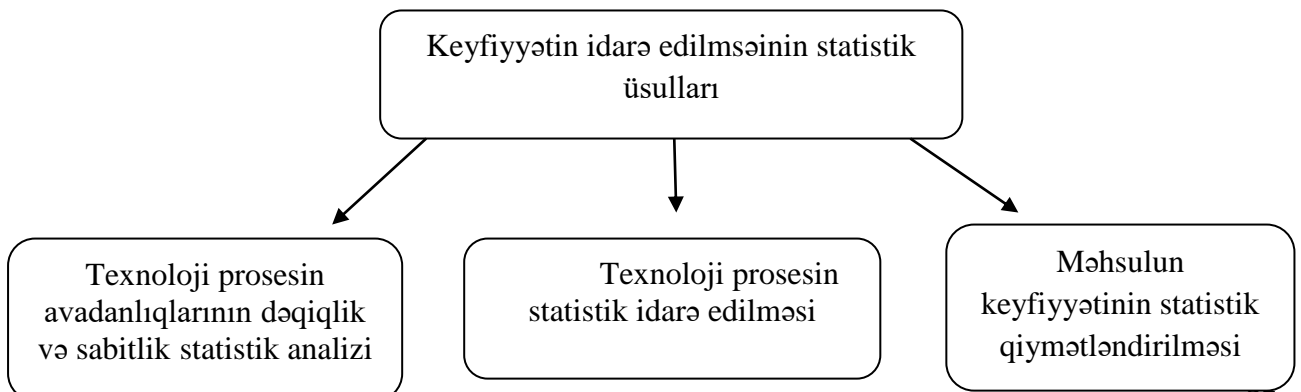 Keyfiyyətin idarə edilmsəinin statistik
üsulları
Texnoloji prosesin
avadanlıqlarının dəqiqlik
və sabitlik statistik analizi
Texnoloji prosesin
statistik idarə edilməsi
Məhsulun
keyfiyyətinin statistik
qiymətləndirilməsi